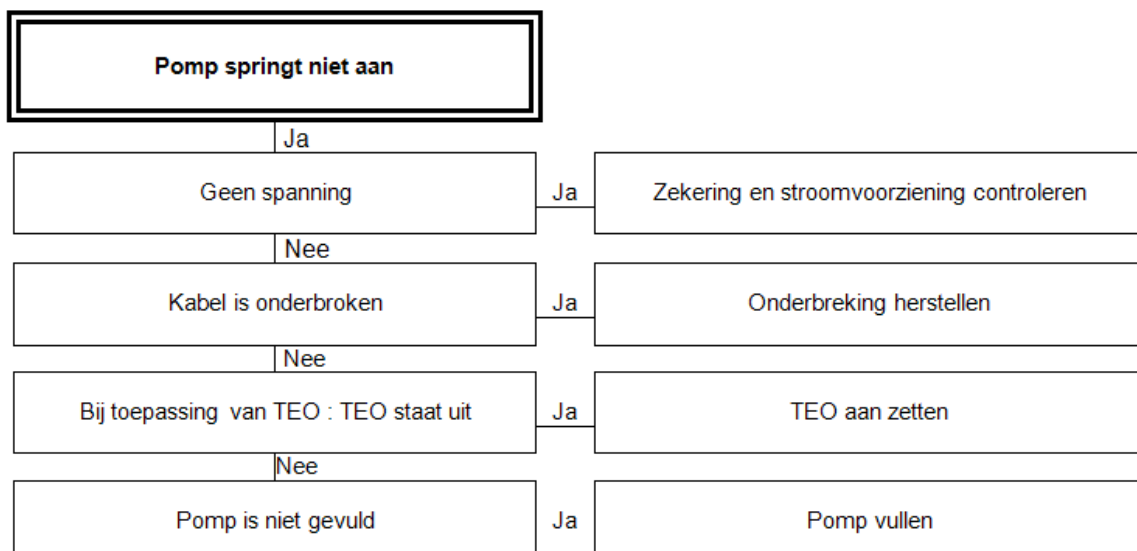 Pomp springt niet aan
Ja
Geen spanning
Ja
Zekering en stroomvoorziening controleren
Nee
Kabel is onderbroken
Ja
Onderbreking herstellen
Nee
Bij toepassing van TEO : TEO staat uit
Ja
TEO aan zetten
Nee
Pomp is niet gevuld
Ja
Pomp vullen